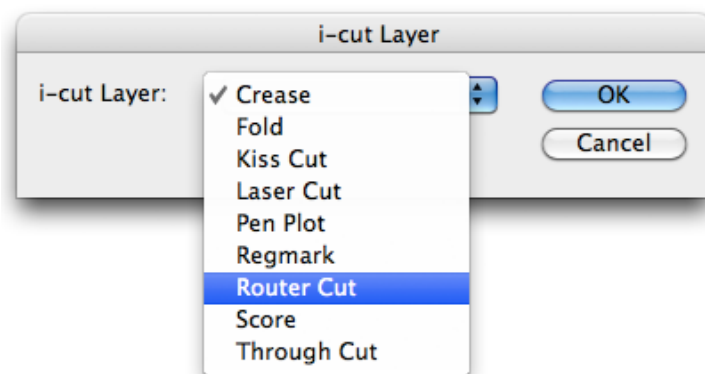 i-cut Layer
i-cut Layer: ✓ Crease OK
Fold
Kiss Cut Cancel
Laser Cut
Pen Plot
Regmark
Router Cut
Score
Through Cut